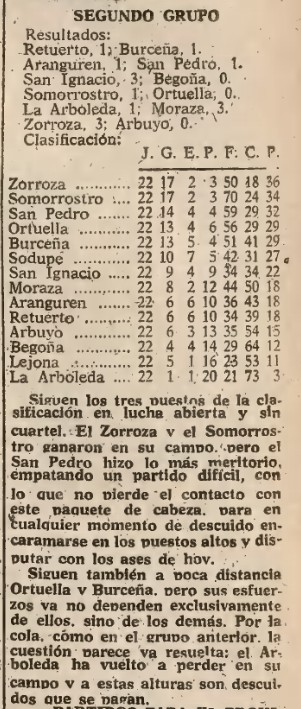 SEGUNDO GRUPO
Resultados:
Retuerto, 1; Burceña, 1.
Aranguren, 1; San Pedro, 1.
San Ignacio, 3; Begoña, 0.
Somorrostro, 1; Ortuella, 0.
La Arboleda, 1; Moraza, 3.
Zorroza, 3; Arbuyo, 0.
Clasificación:
J. G. E. P. F. C. P.
Zorroza ........... 22 17 2 3 50 18 36
Somorrostro .... 22 17 2 3 70 24 34
San Pedro ....... 22 14 4 4 59 29 32
Ortuella .......... 22 13 4 6 56 29 29
Burceña .......... 22 13 5 4 51 41 29
Sodupe ........... 22 10 7 5 42 31 27
San Ignacio ..... 22 9 4 9 34 34 22
Moraza ........... 22 8 2 12 44 50 18
Aranguren ....... 22 6 6 10 36 43 18
Retuerto ......... 22 6 6 10 34 39 18
Arbuyo ........... 22 6 3 13 35 54 15
Begoña ........... 22 4 4 14 29 64 12
Lejona ............ 22 5 1 16 23 53 11
La Arboleda .... 22 1 1 20 21 73 3
Siguen los tres puestos de la cla-
sificación en lucha abierta y sin
cuartel. El Zorroza y el Somorros-
tro ganaron en su campo, pero el
San Pedro hizo lo más meritorio,
empatando un partido difícil, con
lo que no pierde el contacto con
este paquete de cabeza, para en
cualquier momento de descuido en-
caramarse en los puestos altos y dis-
putar con los ases de hoy.
Siguen también a poca distancia
Ortuella y Burceña, pero sus esfuer-
zos ya no dependen exclusivamente
de ellos, sino de los demás. Por la
cola, como en el grupo anterior, la
cuestión parece ya resuelta; el Ar-
boleda ha vuelto a perder en su
campo y a estas alturas son descui-
dos que se pagan.